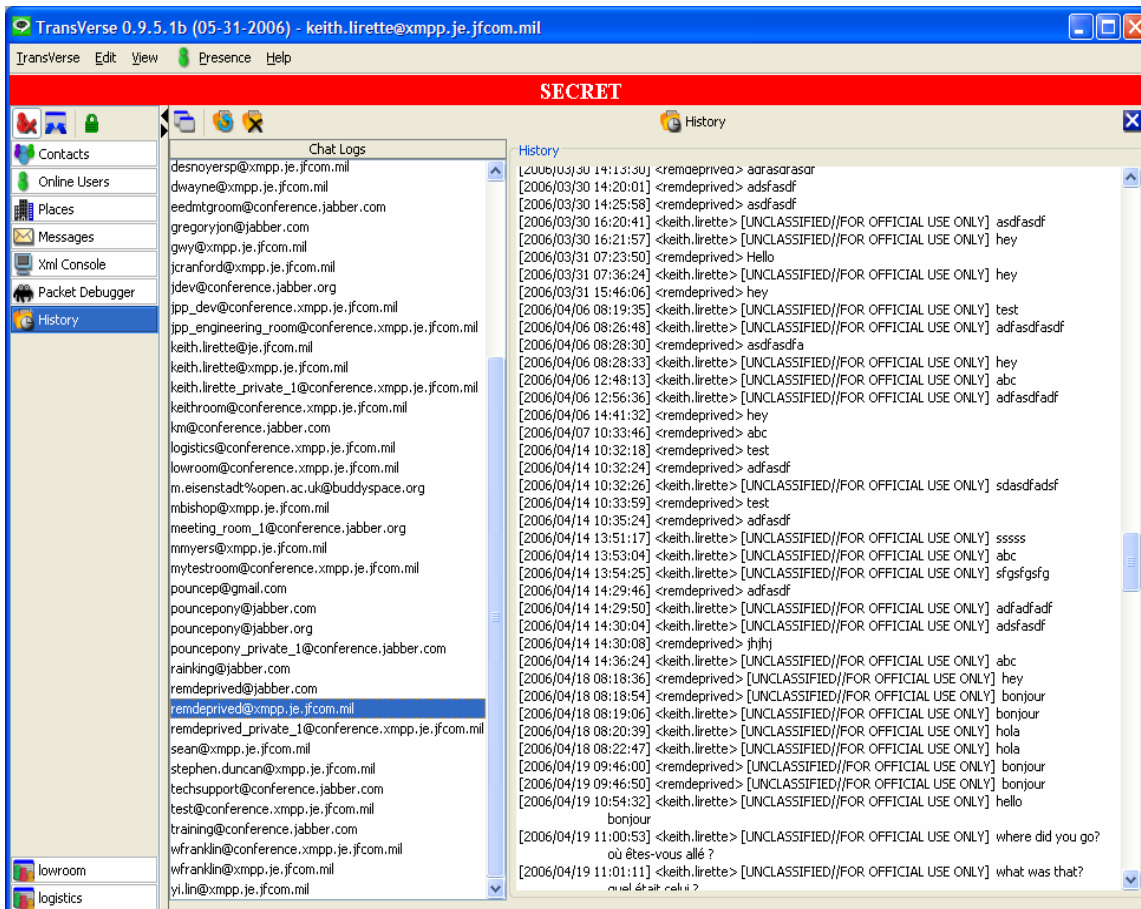 TransVerse 0.9.5.1b (05-31-2006) - keith.lirette@xmpp.je.jfcom.mil
TransVerse Edit View Presence Help
SECRET
History
Contacts
Online Users
Places
Messages
Xml Console
Packet Debugger
History
lowroom
logistics
Chat Logs
desnoyersp@xmpp.je.jfcom.mil
dwayne@xmpp.je.jfcom.mil
eedmtgroom@conference.jabber.com
gregoryjon@jabber.com
gwy@xmpp.je.jfcom.mil
jcranford@xmpp.je.jfcom.mil
jdev@conference.jabber.org
jpp_dev@conference.xmpp.je.jfcom.mil
jpp_engineering_room@conference.xmpp.je.jfcom.mil
keith.lirette@je.jfcom.mil
keith.lirette@xmpp.je.jfcom.mil
keith.lirette_private_1@conference.xmpp.je.jfcom.mil
keithroom@conference.xmpp.je.jfcom.mil
km@conference.jabber.com
logistics@conference.xmpp.je.jfcom.mil
lowroom@conference.xmpp.je.jfcom.mil
m.eisenstadt%open.ac.uk@buddyspace.org
mbishop@xmpp.je.jfcom.mil
meeting_room_1@conference.jabber.org
mmyers@xmpp.je.jfcom.mil
mytestroom@conference.xmpp.je.jfcom.mil
pouncep@gmail.com
pouncepony@jabber.com
pouncepony@jabber.org
pouncepony_private_1@conference.jabber.com
rainking@jabber.com
remdeprived@jabber.com
remdeprived@xmpp.je.jfcom.mil
remdeprived_private_1@conference.xmpp.je.jfcom.mil
sean@xmpp.je.jfcom.mil
stephen.duncan@xmpp.je.jfcom.mil
techsupport@conference.jabber.com
test@conference.xmpp.je.jfcom.mil
training@conference.jabber.com
wfranklin@conference.xmpp.je.jfcom.mil
wfranklin@xmpp.je.jfcom.mil
yi.lin@xmpp.je.jfcom.mil
History
[2006/03/30 14:13:30] <remdeprived>
[2006/03/30 14:20:01] <remdeprived> adsfasdf
[2006/03/30 14:25:58] <remdeprived> asdfasdf
[2006/03/30 16:20:41] <keith.lirette> [UNCLASSIFIED//FOR OFFICIAL USE ONLY] asdfasdf
[2006/03/30 16:21:57] <keith.lirette> [UNCLASSIFIED//FOR OFFICIAL USE ONLY] hey
[2006/03/31 07:23:50] <remdeprived> Hello
[2006/03/31 07:36:24] <keith.lirette> [UNCLASSIFIED//FOR OFFICIAL USE ONLY] hey
[2006/03/31 15:46:06] <remdeprived> hey
[2006/04/06 08:19:35] <keith.lirette> [UNCLASSIFIED//FOR OFFICIAL USE ONLY] test
[2006/04/06 08:26:48] <keith.lirette> [UNCLASSIFIED//FOR OFFICIAL USE ONLY] adfasdfasdf
[2006/04/06 08:28:30] <remdeprived> asdfasdfa
[2006/04/06 08:28:33] <keith.lirette> [UNCLASSIFIED//FOR OFFICIAL USE ONLY] hey
[2006/04/06 12:48:13] <keith.lirette> [UNCLASSIFIED//FOR OFFICIAL USE ONLY] abc
[2006/04/06 12:56:36] <keith.lirette> [UNCLASSIFIED//FOR OFFICIAL USE ONLY] adfasdfadf
[2006/04/06 14:41:32] <remdeprived> hey
[2006/04/07 10:33:46] <remdeprived> abc
[2006/04/14 10:32:18] <remdeprived> test
[2006/04/14 10:32:24] <remdeprived> adfasdf
[2006/04/14 10:32:26] <keith.lirette> [UNCLASSIFIED//FOR OFFICIAL USE ONLY] sdasdfadsf
[2006/04/14 10:33:59] <remdeprived> test
[2006/04/14 10:35:24] <remdeprived> adfasdf
[2006/04/14 13:51:17] <keith.lirette> [UNCLASSIFIED//FOR OFFICIAL USE ONLY] sssss
[2006/04/14 13:53:04] <keith.lirette> [UNCLASSIFIED//FOR OFFICIAL USE ONLY] abc
[2006/04/14 13:54:25] <keith.lirette> [UNCLASSIFIED//FOR OFFICIAL USE ONLY] sfgsfgsfg
[2006/04/14 14:29:46] <remdeprived> adfasdf
[2006/04/14 14:29:50] <keith.lirette> [UNCLASSIFIED//FOR OFFICIAL USE ONLY] adfadfadf
[2006/04/14 14:30:04] <keith.lirette> [UNCLASSIFIED//FOR OFFICIAL USE ONLY] adsfasdf
[2006/04/14 14:30:08] <remdeprived> jhjhj
[2006/04/14 14:36:24] <keith.lirette> [UNCLASSIFIED//FOR OFFICIAL USE ONLY] abc
[2006/04/18 08:18:36] <remdeprived> [UNCLASSIFIED//FOR OFFICIAL USE ONLY] hey
[2006/04/18 08:18:54] <remdeprived> [UNCLASSIFIED//FOR OFFICIAL USE ONLY] bonjour
[2006/04/18 08:19:06] <keith.lirette> [UNCLASSIFIED//FOR OFFICIAL USE ONLY] bonjour
[2006/04/18 08:20:39] <keith.lirette> [UNCLASSIFIED//FOR OFFICIAL USE ONLY] hola
[2006/04/18 08:22:47] <keith.lirette> [UNCLASSIFIED//FOR OFFICIAL USE ONLY] hola
[2006/04/19 09:46:00] <keith.lirette> [UNCLASSIFIED//FOR OFFICIAL USE ONLY] bonjour
[2006/04/19 09:46:50] <remdeprived> [UNCLASSIFIED//FOR OFFICIAL USE ONLY] bonjour
[2006/04/19 10:54:32] <keith.lirette> [UNCLASSIFIED//FOR OFFICIAL USE ONLY] hello
bonjour
[2006/04/19 11:00:53] <keith.lirette> [UNCLASSIFIED//FOR OFFICIAL USE ONLY] where did you go?
où êtes-vous allé ?
[2006/04/19 11:01:11] <keith.lirette> [UNCLASSIFIED//FOR OFFICIAL USE ONLY] what was that?
quel était celui ?